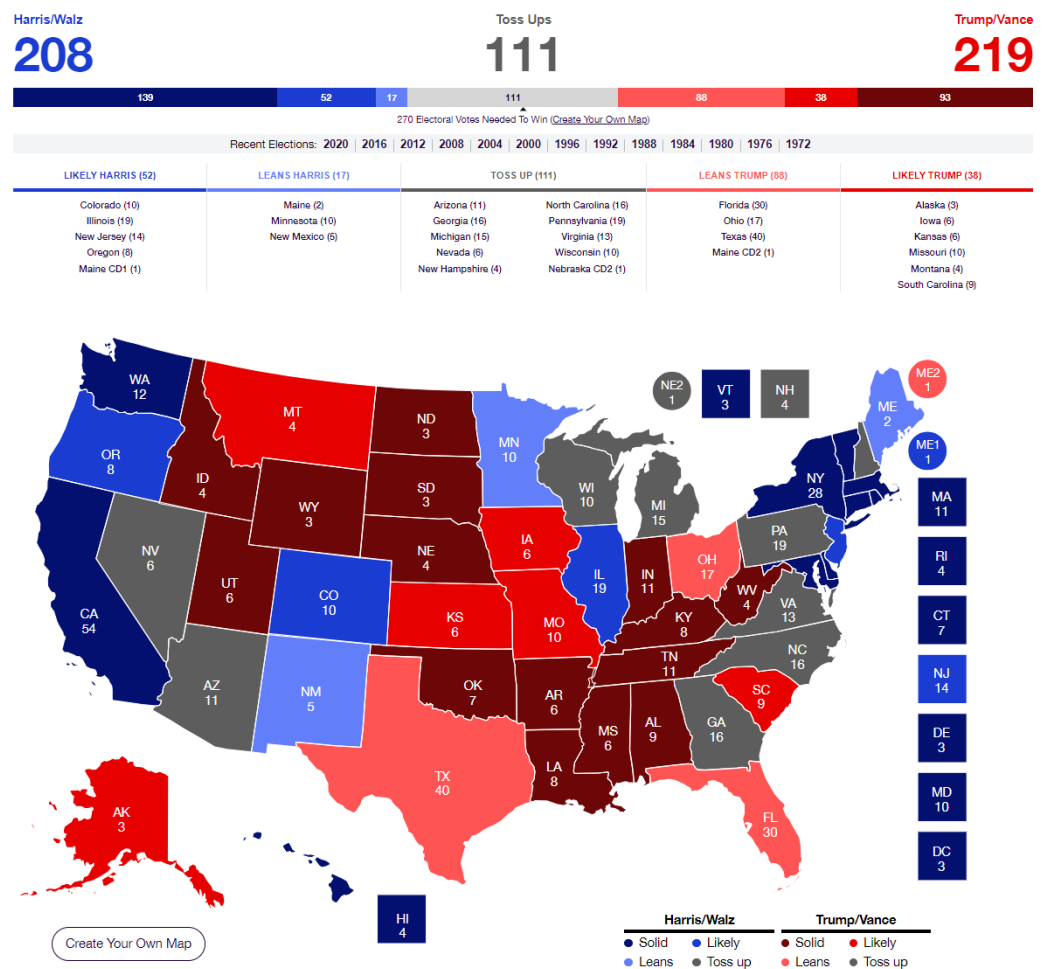 Harris/Walz
Toss Ups
Trump/Vance
208
111
219
139
52
17
111
88
38
93
270 Electoral Votes Needed To Win (Create Your Own Map)
Recent Elections: 2020 | 2016 | 2012 | 2008 | 2004 | 2000 | 1996 | 1992 | 1988 | 1984 | 1980 | 1976 | 1972
LIKELY HARRIS (52)
Colorado (10)
Illinois (19)
New Jersey (14)
Oregon (8)
Maine CD1 (1)
LEANS HARRIS (17)
Maine (2)
Minnesota (10)
New Mexico (5)
TOSS UP (111)
Arizona (11)
Georgia (16)
Michigan (15)
Nevada (6)
New Hampshire (4)
North Carolina (16)
Pennsylvania (19)
Virginia (13)
Wisconsin (10)
Nebraska CD2 (1)
LEANS TRUMP (88)
Florida (30)
Ohio (17)
Texas (40)
Maine CD2 (1)
LIKELY TRUMP (38)
Alaska (3)
Iowa (6)
Kansas (6)
Missouri (10)
Montana (4)
South Carolina (9)
WA
12
OR
8
CA
54
NV
6
ID
4
MT
4
WY
3
UT
6
AZ
11
CO
10
NM
5
ND
3
SD
3
NE
4
KS
6
OK
7
TX
40
MN
10
IA
6
MO
10
AR
6
LA
8
WI
10
IL
19
MI
15
IN
11
OH
17
KY
8
TN
11
MS
6
AL
9
GA
16
FL
30
SC
9
NC
16
VA
13
WV
4
PA
19
NY
28
ME
2
NE2
1
VT
3
NH
4
ME2
1
ME1
1
MA
11
RI
4
CT
7
NJ
14
DE
3
MD
10
DC
3
AK
3
HI
4
Create Your Own Map
Harris/Walz
Solid
Likely
Leans
Toss up
Trump/Vance
Solid
Likely
Leans
Toss up